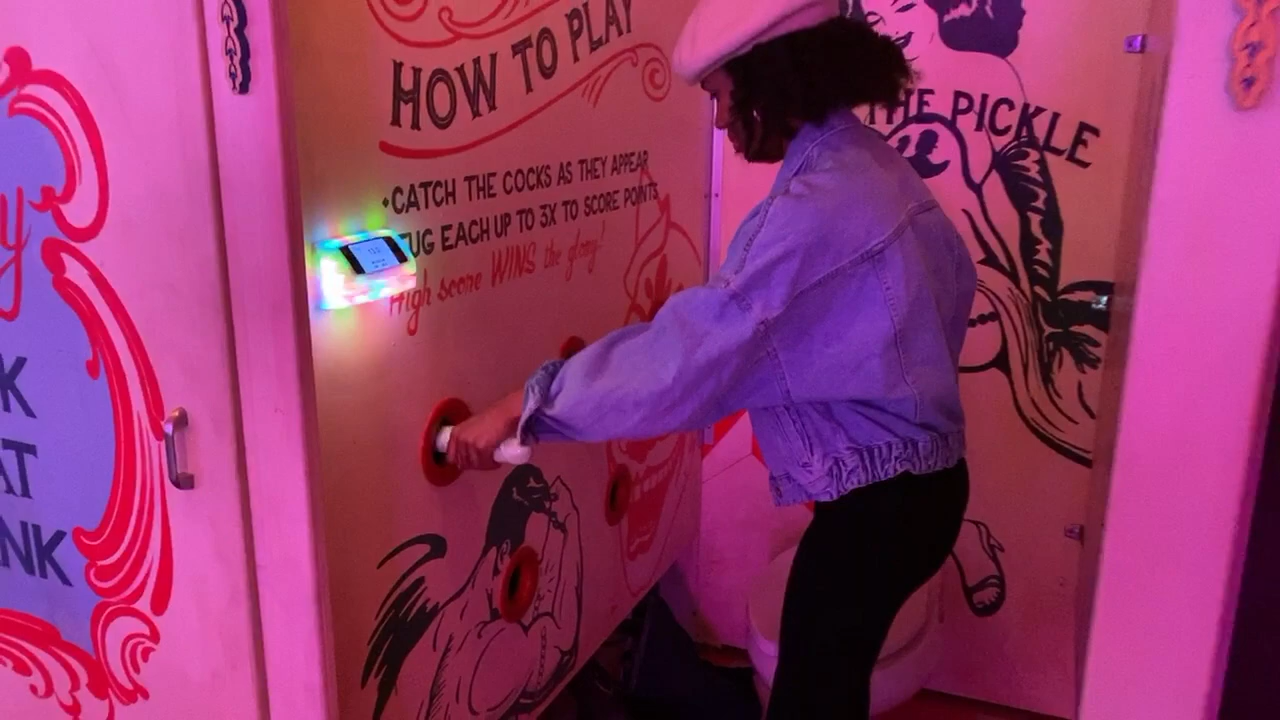 HOW TO PLAY
•CATCH THE COCKS AS THEY APPEAR
TUG EACH UP TO 3X TO SCORE POINTS
High score WINS the glory!
THE PICKLE
K
AT
NK